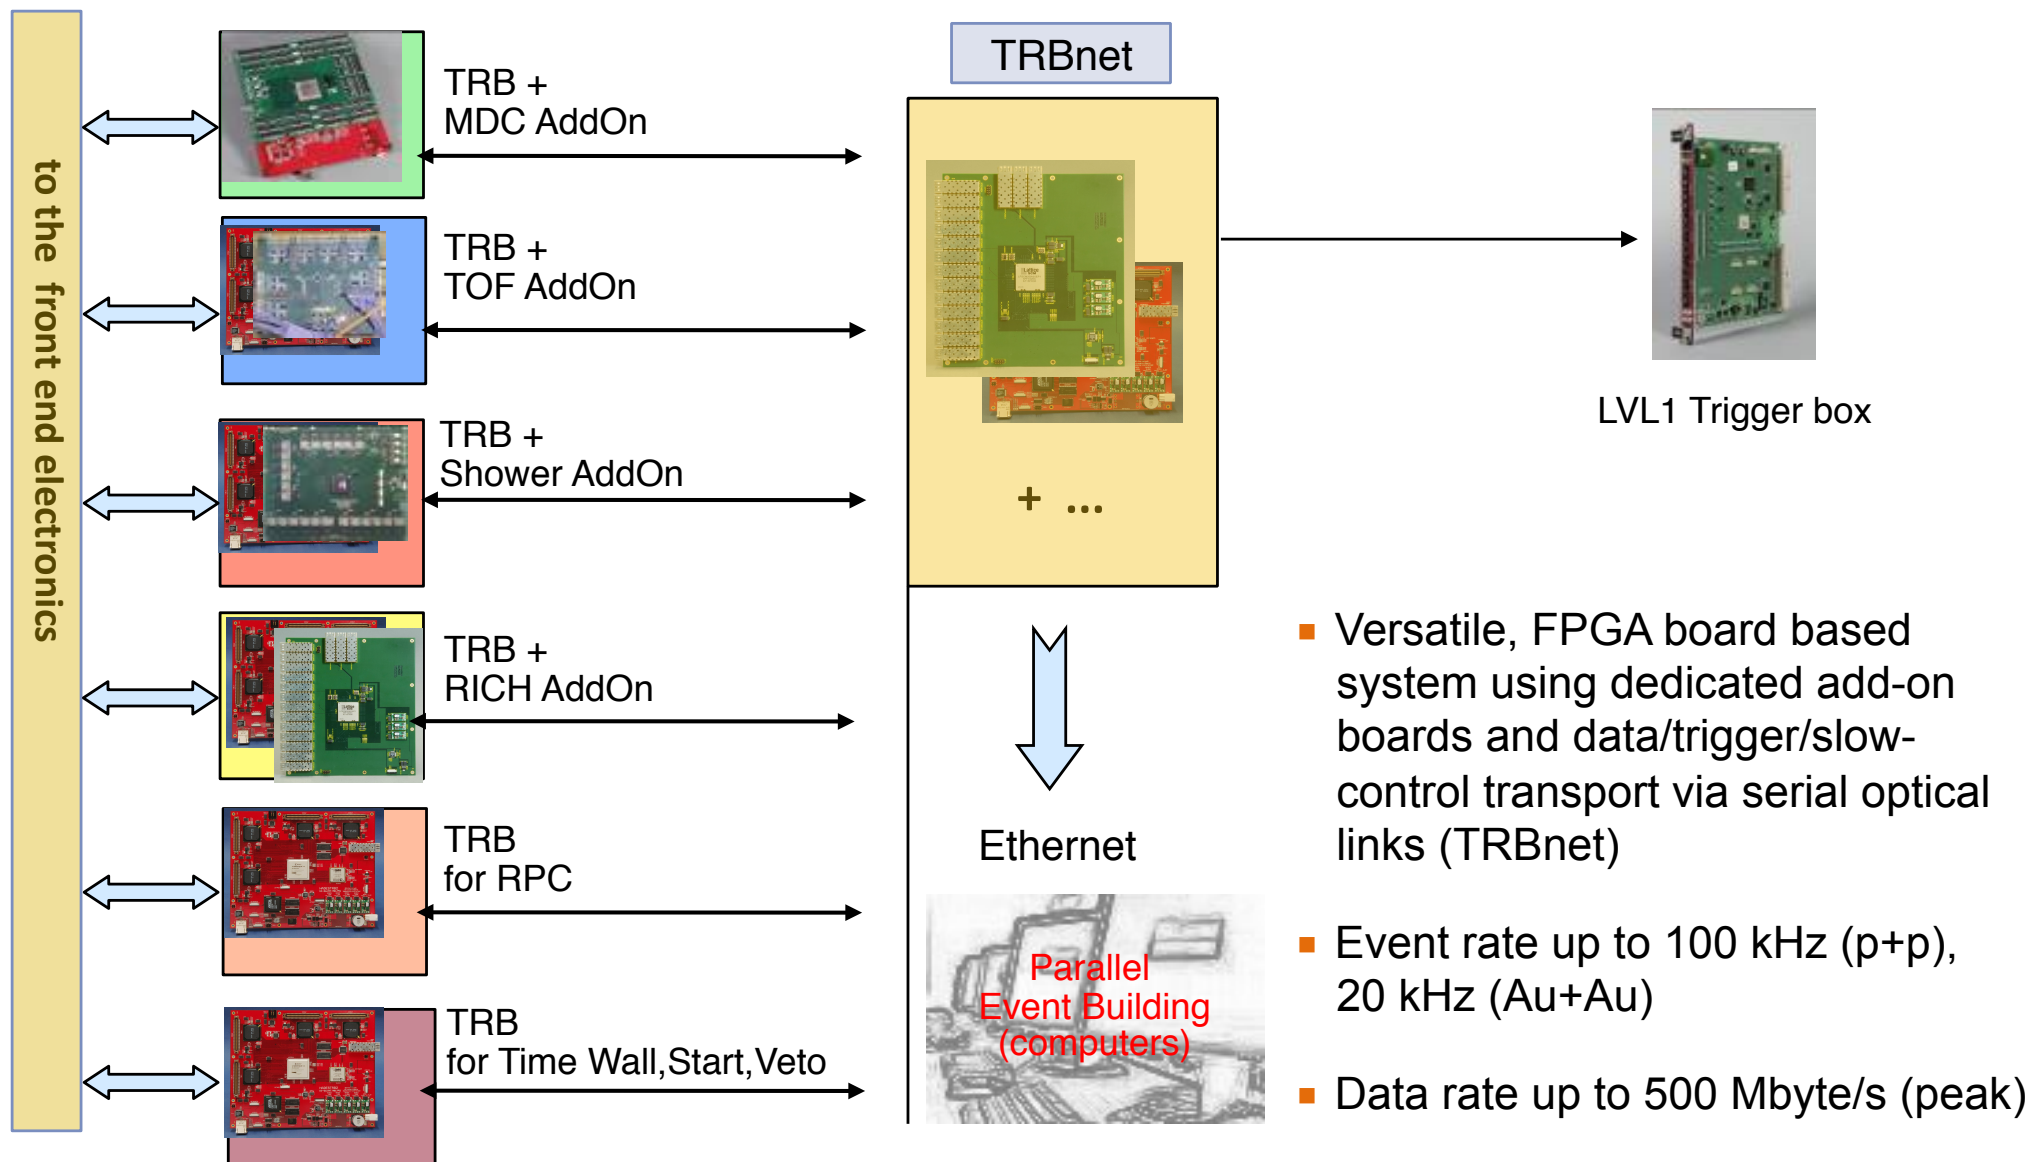 to the front end electronics
TRB +
MDC AddOn
TRB +
TOF AddOn
TRB +
Shower AddOn
TRB +
RICH AddOn
TRB
for RPC
TRB
for Time Wall,Start,Veto
TRBnet
+ ...
Ethernet
Parallel
Event Building
(computers)
LVL1 Trigger box
Versatile, FPGA board based
system using dedicated add-on
boards and data/trigger/slow-
control transport via serial optical
links (TRBnet)
Event rate up to 100 kHz (p+p),
20 kHz (Au+Au)
Data rate up to 500 Mbyte/s (peak)